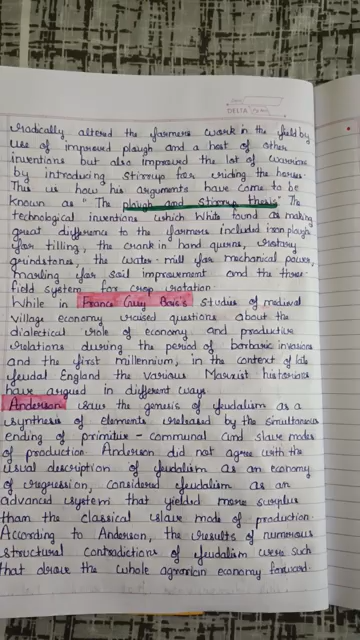 DELTA
radically altered the farmers work in the field by
use of improved plough and a host of other
inventions but also improved the lot of warriors
by introducing Stirrup for riding the horse.
This is how his arguments have come to be
known as "The plough and Stirrup thesis" The
technological inventions which White found as making
great difference to the farmers included iron plough
for tilling, the crank in hand querns, rotary
grindstones, the water-mill for mechanical power,
marling for soil improvement and the three-
field system for crop rotation.
While in France Guy Bois's studies of medival
village economy raised questions about the
dialectical role of economy and productive
relations during the period of barbaric invasions
and the first millennium, in the context of late
feudal England the various Marxist historians
have argued in different ways.
Anderson saw the genesis of feudalism as a
synthesis of elements released by the simultaneous
ending of primitive - communal and slave modes
of production. Anderson did not agree with the
usual description of feudalism as an economy
of regression, considered feudalism as an
advanced system that yielded more surplus
than the classical slave mode of production.
According to Anderson, the results of numerous
structural contradictions of feudalism were such
that drove the whole agrarian economy forward.